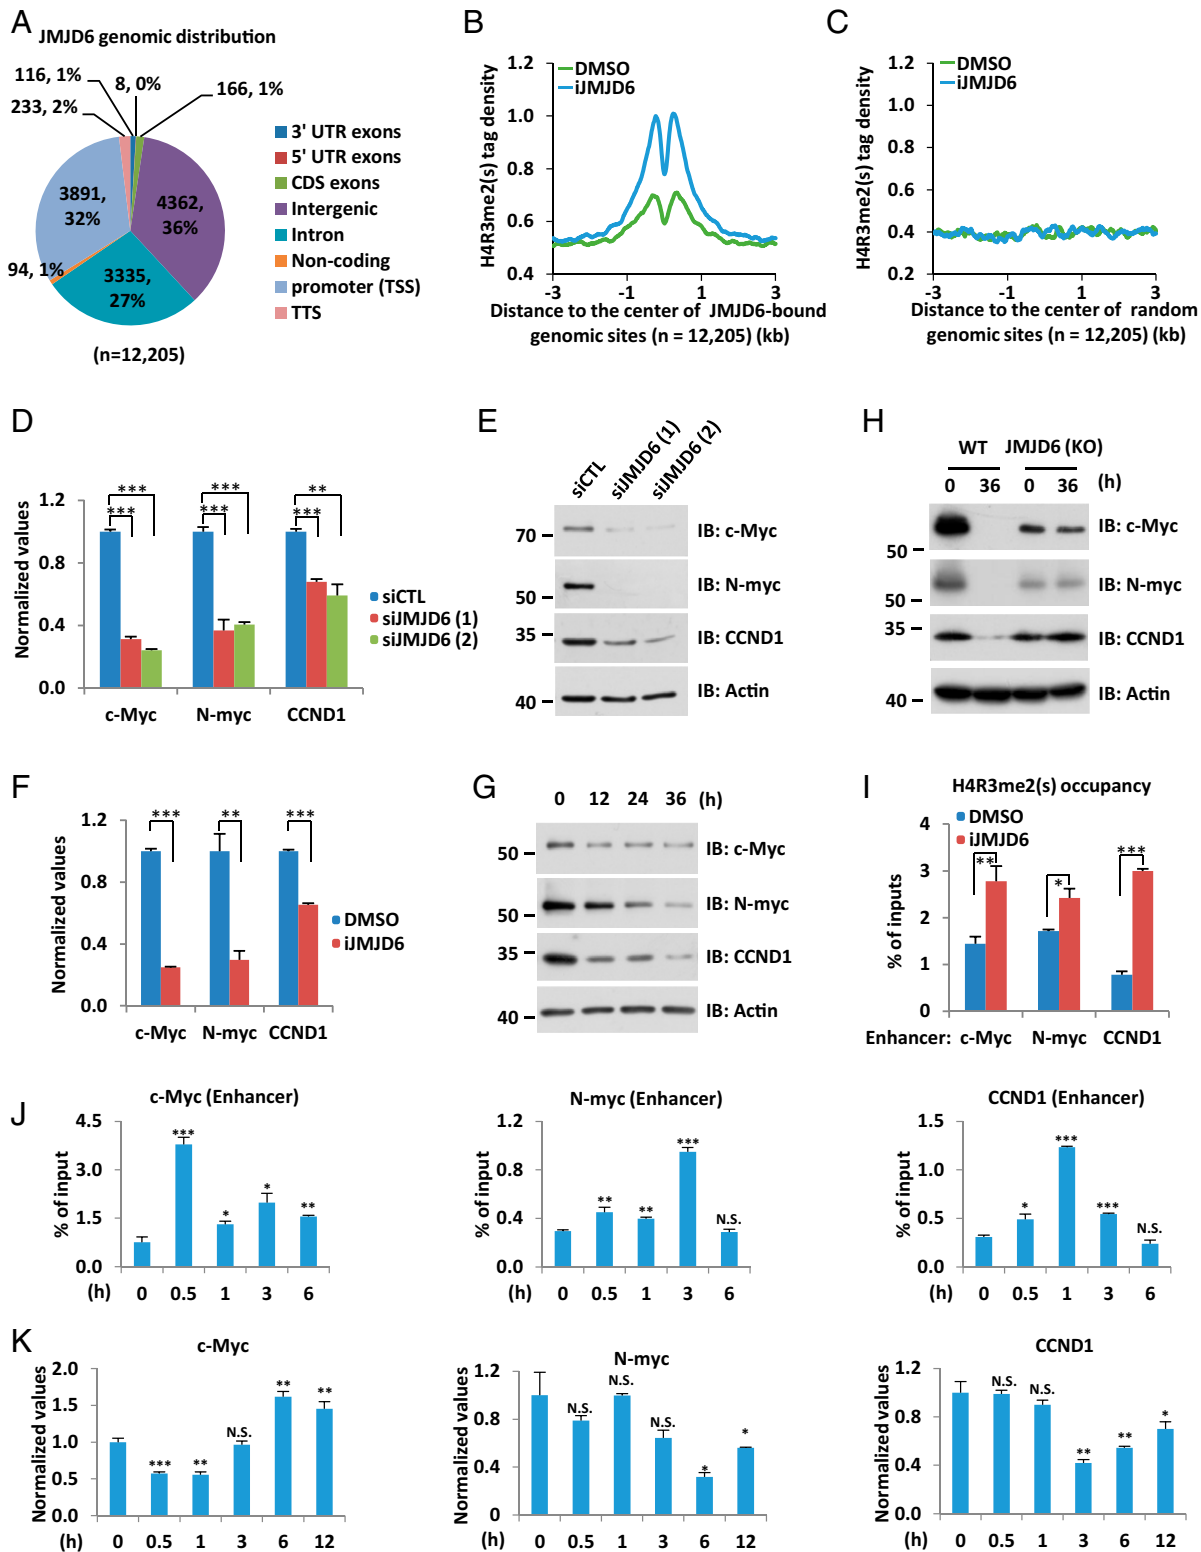 A
JMJD6 genomic distribution
116, 1%
8, 0%
166, 1%
233, 2%
3891,
32%
4362,
36%
94, 1%
3335,
27%
3' UTR exons
5' UTR exons
CDS exons
Intergenic
Intron
Non-coding
promoter (TSS)
TTS
(n=12,205)
B
DMSO
iJMJD6
H4R3me2(s) tag density
1.2
1.0
0.8
0.6
0.4
-3 -1 1 3
Distance to the center of JMJD6-bound
genomic sites (n = 12,205) (kb)
C
DMSO
iJMJD6
H4R3me2(s) tag density
1.2
1.0
0.8
0.6
0.4
0.2
-3 -1 1 3
Distance to the center of random
genomic sites (n = 12,205) (kb)
D
Normalized values
1.2
0.8
0.4
0.0
*** *** ** 
*** *** ***
c-Myc N-myc CCND1
siCTL
siJMJD6 (1)
siJMJD6 (2)
E
siCTL siJMJD6 (1) siJMJD6 (2)
70 IB: c-Myc
50 IB: N-myc
35 IB: CCND1
40 IB: Actin
H
WT JMJD6 (KO)
0 36 0 36 (h)
50 IB: c-Myc
50 IB: N-myc
35 IB: CCND1
40 IB: Actin
F
Normalized values
1.2
0.8
0.4
0.0
*** ** ***
c-Myc N-myc CCND1
DMSO
iJMJD6
G
0 12 24 36 (h)
50 IB: c-Myc
50 IB: N-myc
35 IB: CCND1
40 IB: Actin
I
H4R3me2(s) occupancy
DMSO
iJMJD6
% of inputs
4
3
2
1
0
** * ***
Enhancer: c-Myc N-myc CCND1
J
c-Myc (Enhancer)
% of input
4.5
3.0
1.5
0.0
*** * * **
(h) 0 0.5 1 3 6
N-myc (Enhancer)
% of input
1.2
0.8
0.4
0.0
** ** *** N.S.
(h) 0 0.5 1 3 6
CCND1 (Enhancer)
% of input
1.5
1.0
0.5
0.0
* *** *** N.S.
(h) 0 0.5 1 3 6
K
c-Myc
Normalized values
2.0
1.5
1.0
0.5
0.0
*** ** N.S. ** **
(h) 0 0.5 1 3 6 12
N-myc
Normalized values
1.2
0.8
0.4
0
N.S. N.S. N.S. * *
(h) 0 0.5 1 3 6 12
CCND1
Normalized values
1.2
0.8
0.4
0.0
N.S. N.S. ** ** *
(h) 0 0.5 1 3 6 12